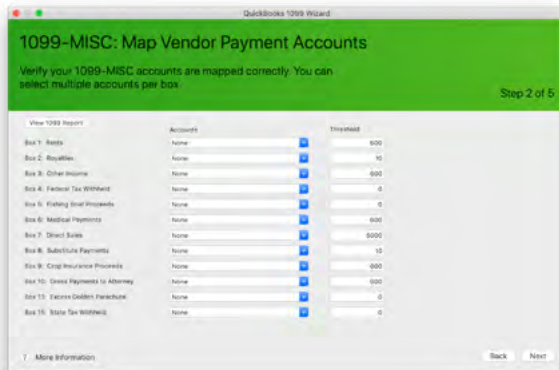 QuickBooks 1099 Wizard
1099-MISC: Map Vendor Payment Accounts
Verify your 1099-MISC accounts are mapped correctly. You can
select multiple accounts per box.
Step 2 of 5
View 1099 Report
Accounts Threshold
Box 1: Rents None 600
Box 2: Royalties None 10
Box 3: Other Income None 600
Box 4: Federal Tax Withheld None 0
Box 5: Fishing Boat Proceeds None 0
Box 6: Medical Payments None 600
Box 7: Direct Sales None 5000
Box 8: Substitute Payments None 10
Box 9: Crop Insurance Proceeds None 600
Box 10: Gross Payments to Attorney None 600
Box 13: Excess Golden Parachute None 0
Box 15: State Tax Withheld None 0
? More Information Back Next